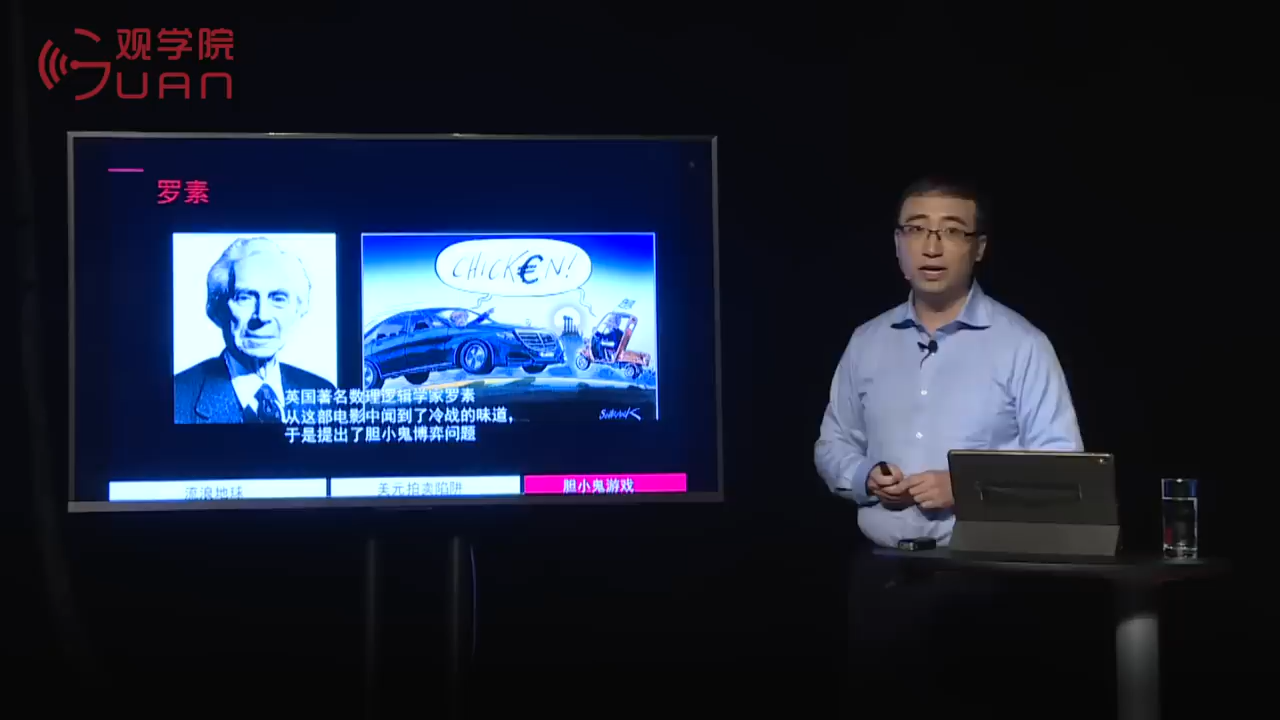 观学院
GUAN
罗素
CHICK€N!
英国著名数理逻辑学家罗素
从这部电影中闻到了冷战的味道,
于是提出了胆小鬼博弈问题
流浪地球
美元拍卖陷阱
胆小鬼游戏